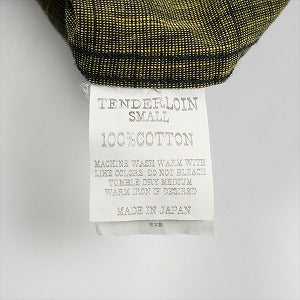 TENDERLOIN
SMALL
100%COTTON
MACHINE WASH WARM WITH
LIKE COLORS. DO NOT BLEACH
TUMBLE DRY MEDIUM
WARM IRON IF DESIRED
MADE IN JAPAN